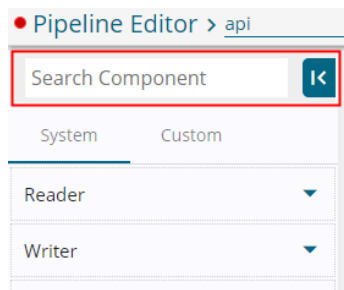 Pipeline Editor > api
Search Component
System Custom
Reader
Writer